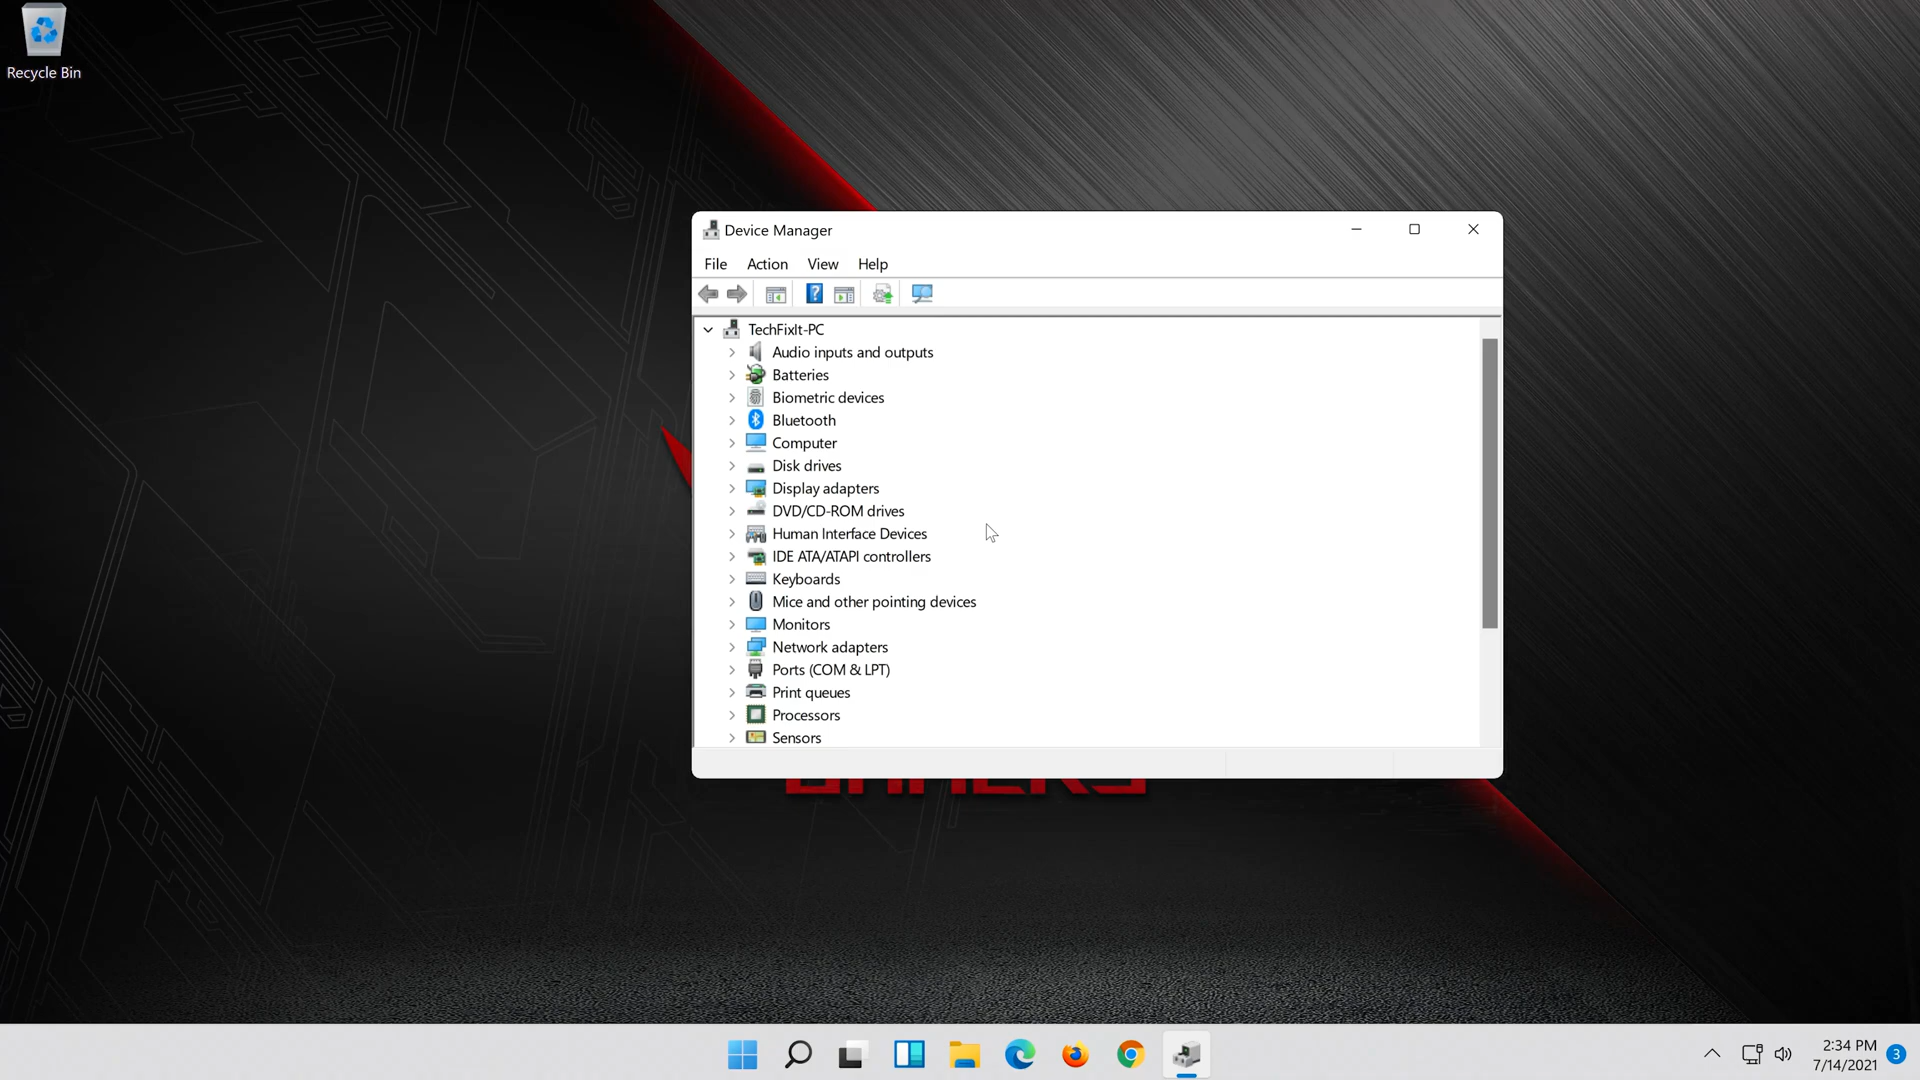 Recycle Bin
Device Manager
File Action View Help
TechFixIt-PC
Audio inputs and outputs
Batteries
Biometric devices
Bluetooth
Computer
Disk drives
Display adapters
DVD/CD-ROM drives
Human Interface Devices
IDE ATA/ATAPI controllers
Keyboards
Mice and other pointing devices
Monitors
Network adapters
Ports (COM & LPT)
Print queues
Processors
Sensors
2:34 PM
7/14/2021
3